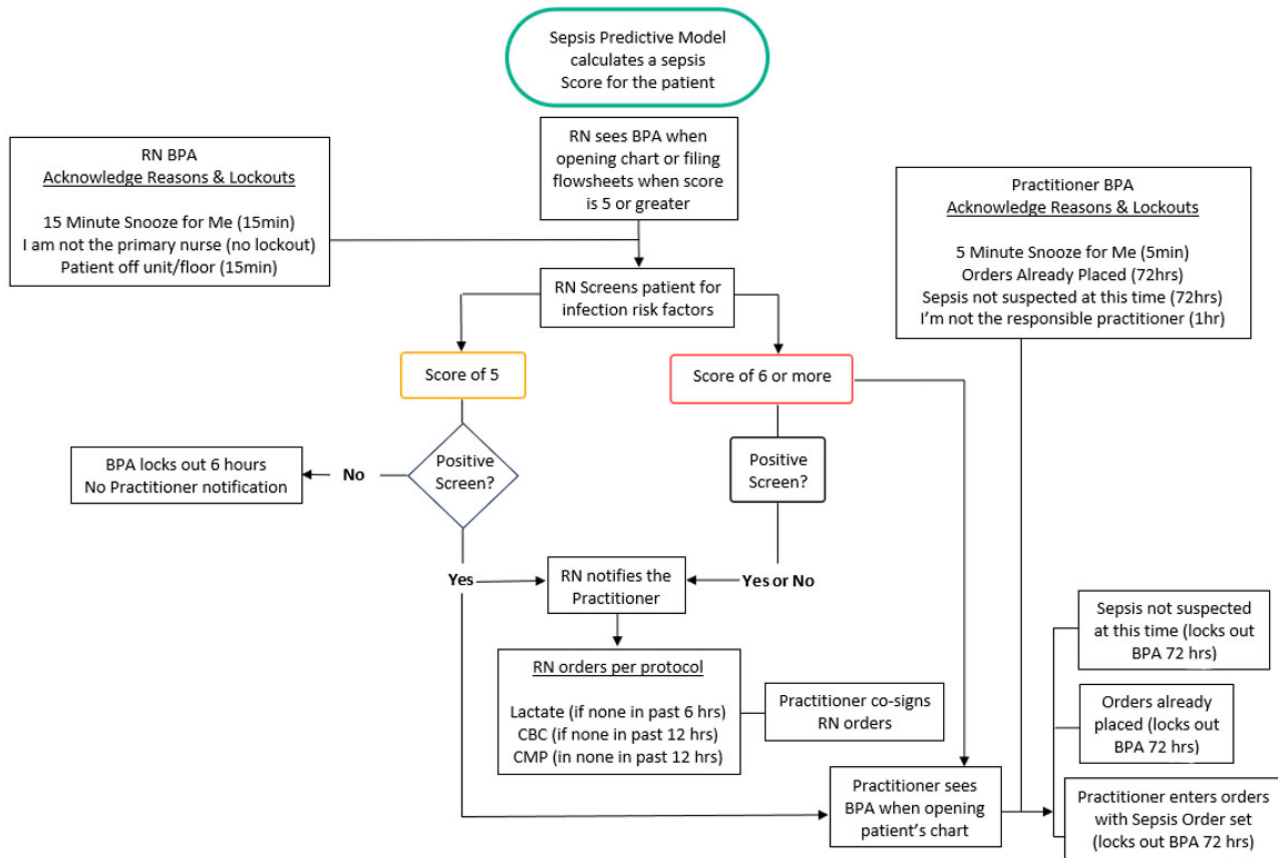 Sepsis Predictive Model
calculates a sepsis
Score for the patient
RN sees BPA when
opening chart or filing
flowsheets when score
is 5 or greater
RN BPA
Acknowledge Reasons & Lockouts
15 Minute Snooze for Me (15min)
I am not the primary nurse (no lockout)
Patient off unit/floor (15min)
Practitioner BPA
Acknowledge Reasons & Lockouts
5 Minute Snooze for Me (5min)
Orders Already Placed (72hrs)
Sepsis not suspected at this time (72hrs)
I'm not the responsible practitioner (1hr)
RN Screens patient for
infection risk factors
Score of 5
Score of 6 or more
Positive
Screen?
No
BPA locks out 6 hours
No Practitioner notification
Positive
Screen?
Yes
RN notifies the
Practitioner
Yes or No
RN orders per protocol
Lactate (if none in past 6 hrs)
CBC (if none in past 12 hrs)
CMP (in none in past 12 hrs)
Practitioner co-signs
RN orders
Practitioner sees
BPA when opening
patient's chart
Sepsis not suspected
at this time (locks out
BPA 72 hrs)
Orders already
placed (locks out
BPA 72 hrs)
Practitioner enters orders
with Sepsis Order set
(locks out BPA 72 hrs)